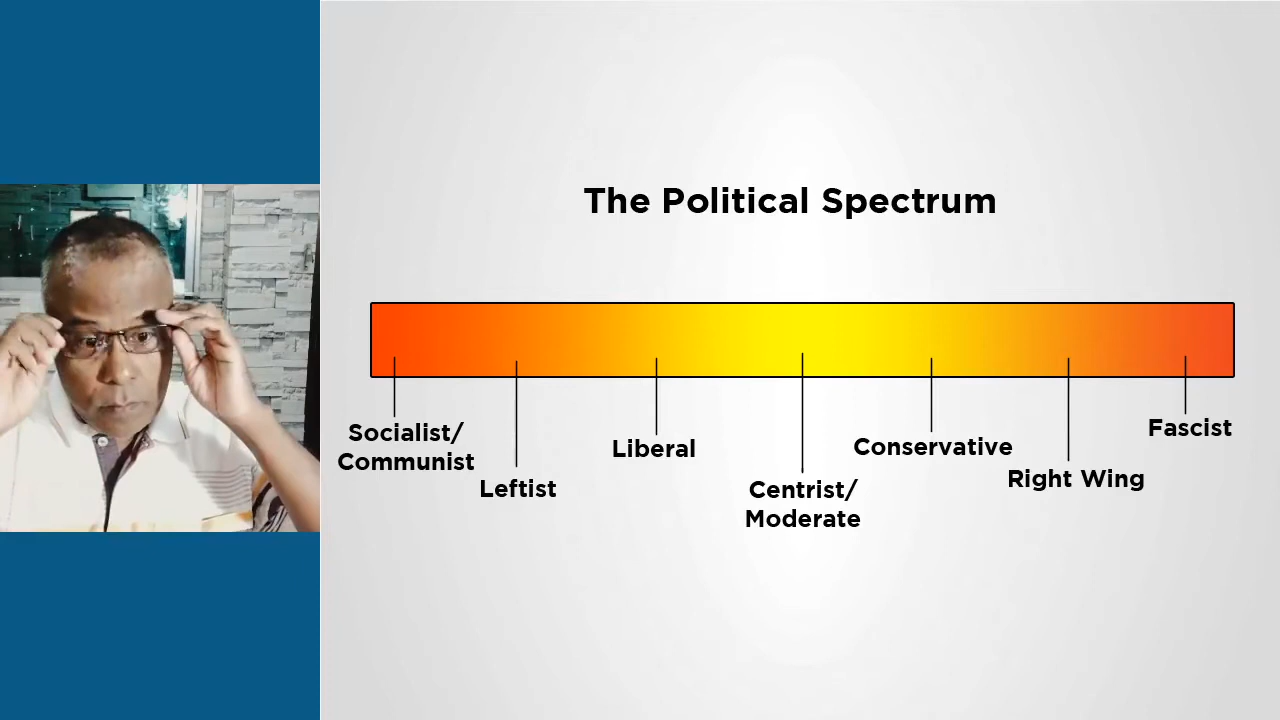 The Political Spectrum
Socialist/
Communist
Leftist
Liberal
Centrist/
Moderate
Conservative
Right Wing
Fascist